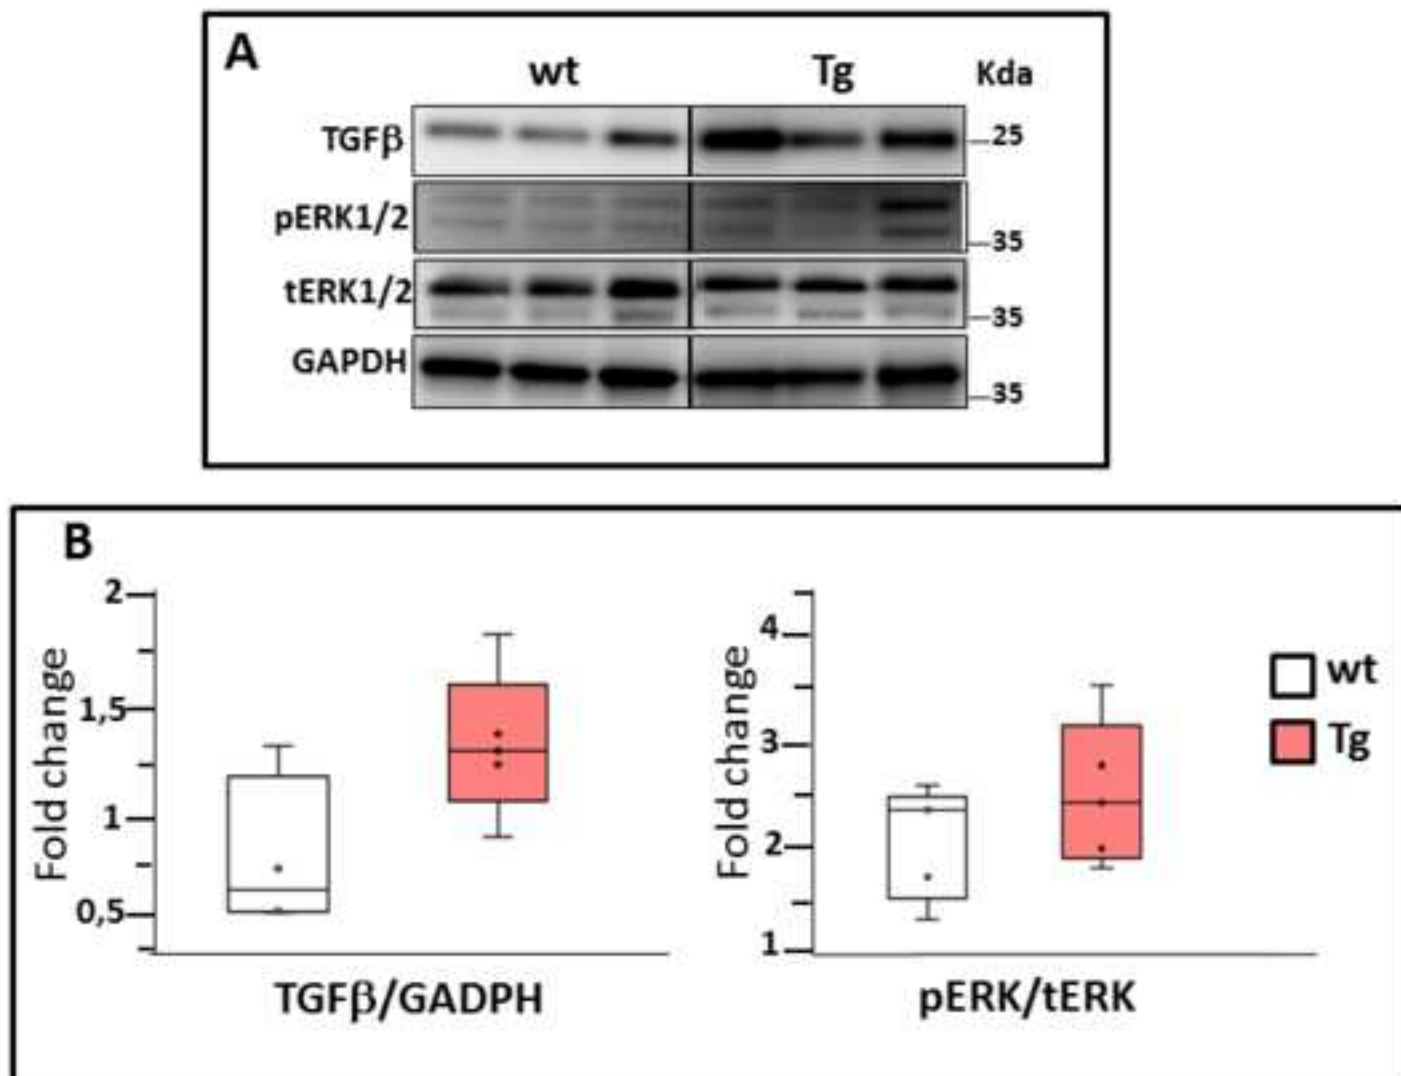 A
wt Tg Kda
TGFβ 25
pERK1/2 35
tERK1/2 35
GAPDH 35
B
Fold change
2
1,5
1
0,5
TGFβ/GADPH
Fold change
4
3
2
1
pERK/tERK
wt
Tg